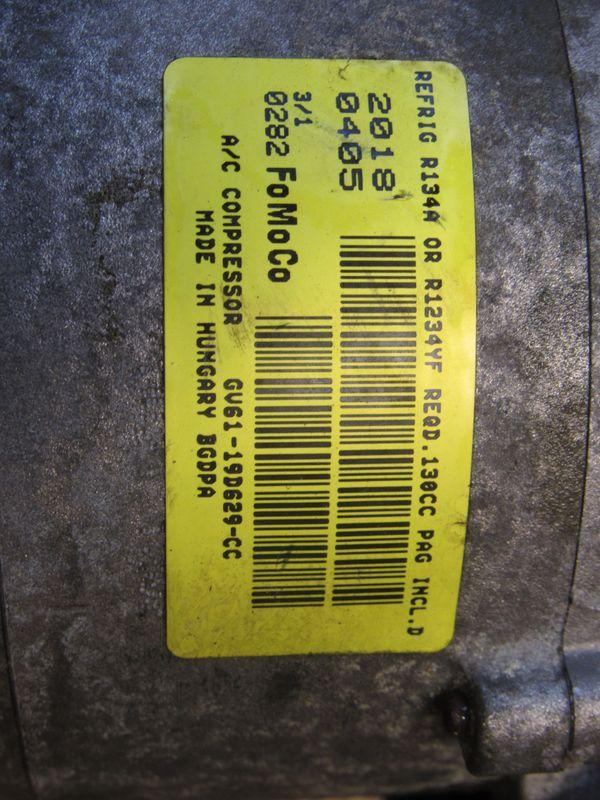 REFRIG R134A OR R1234YF REQD.130CC PAG INCL.D
2018
0405
3/1
0282 FoMoCo
A/C COMPRESSOR GV61-19D629-CC
MADE IN HUNGARY BGDPA